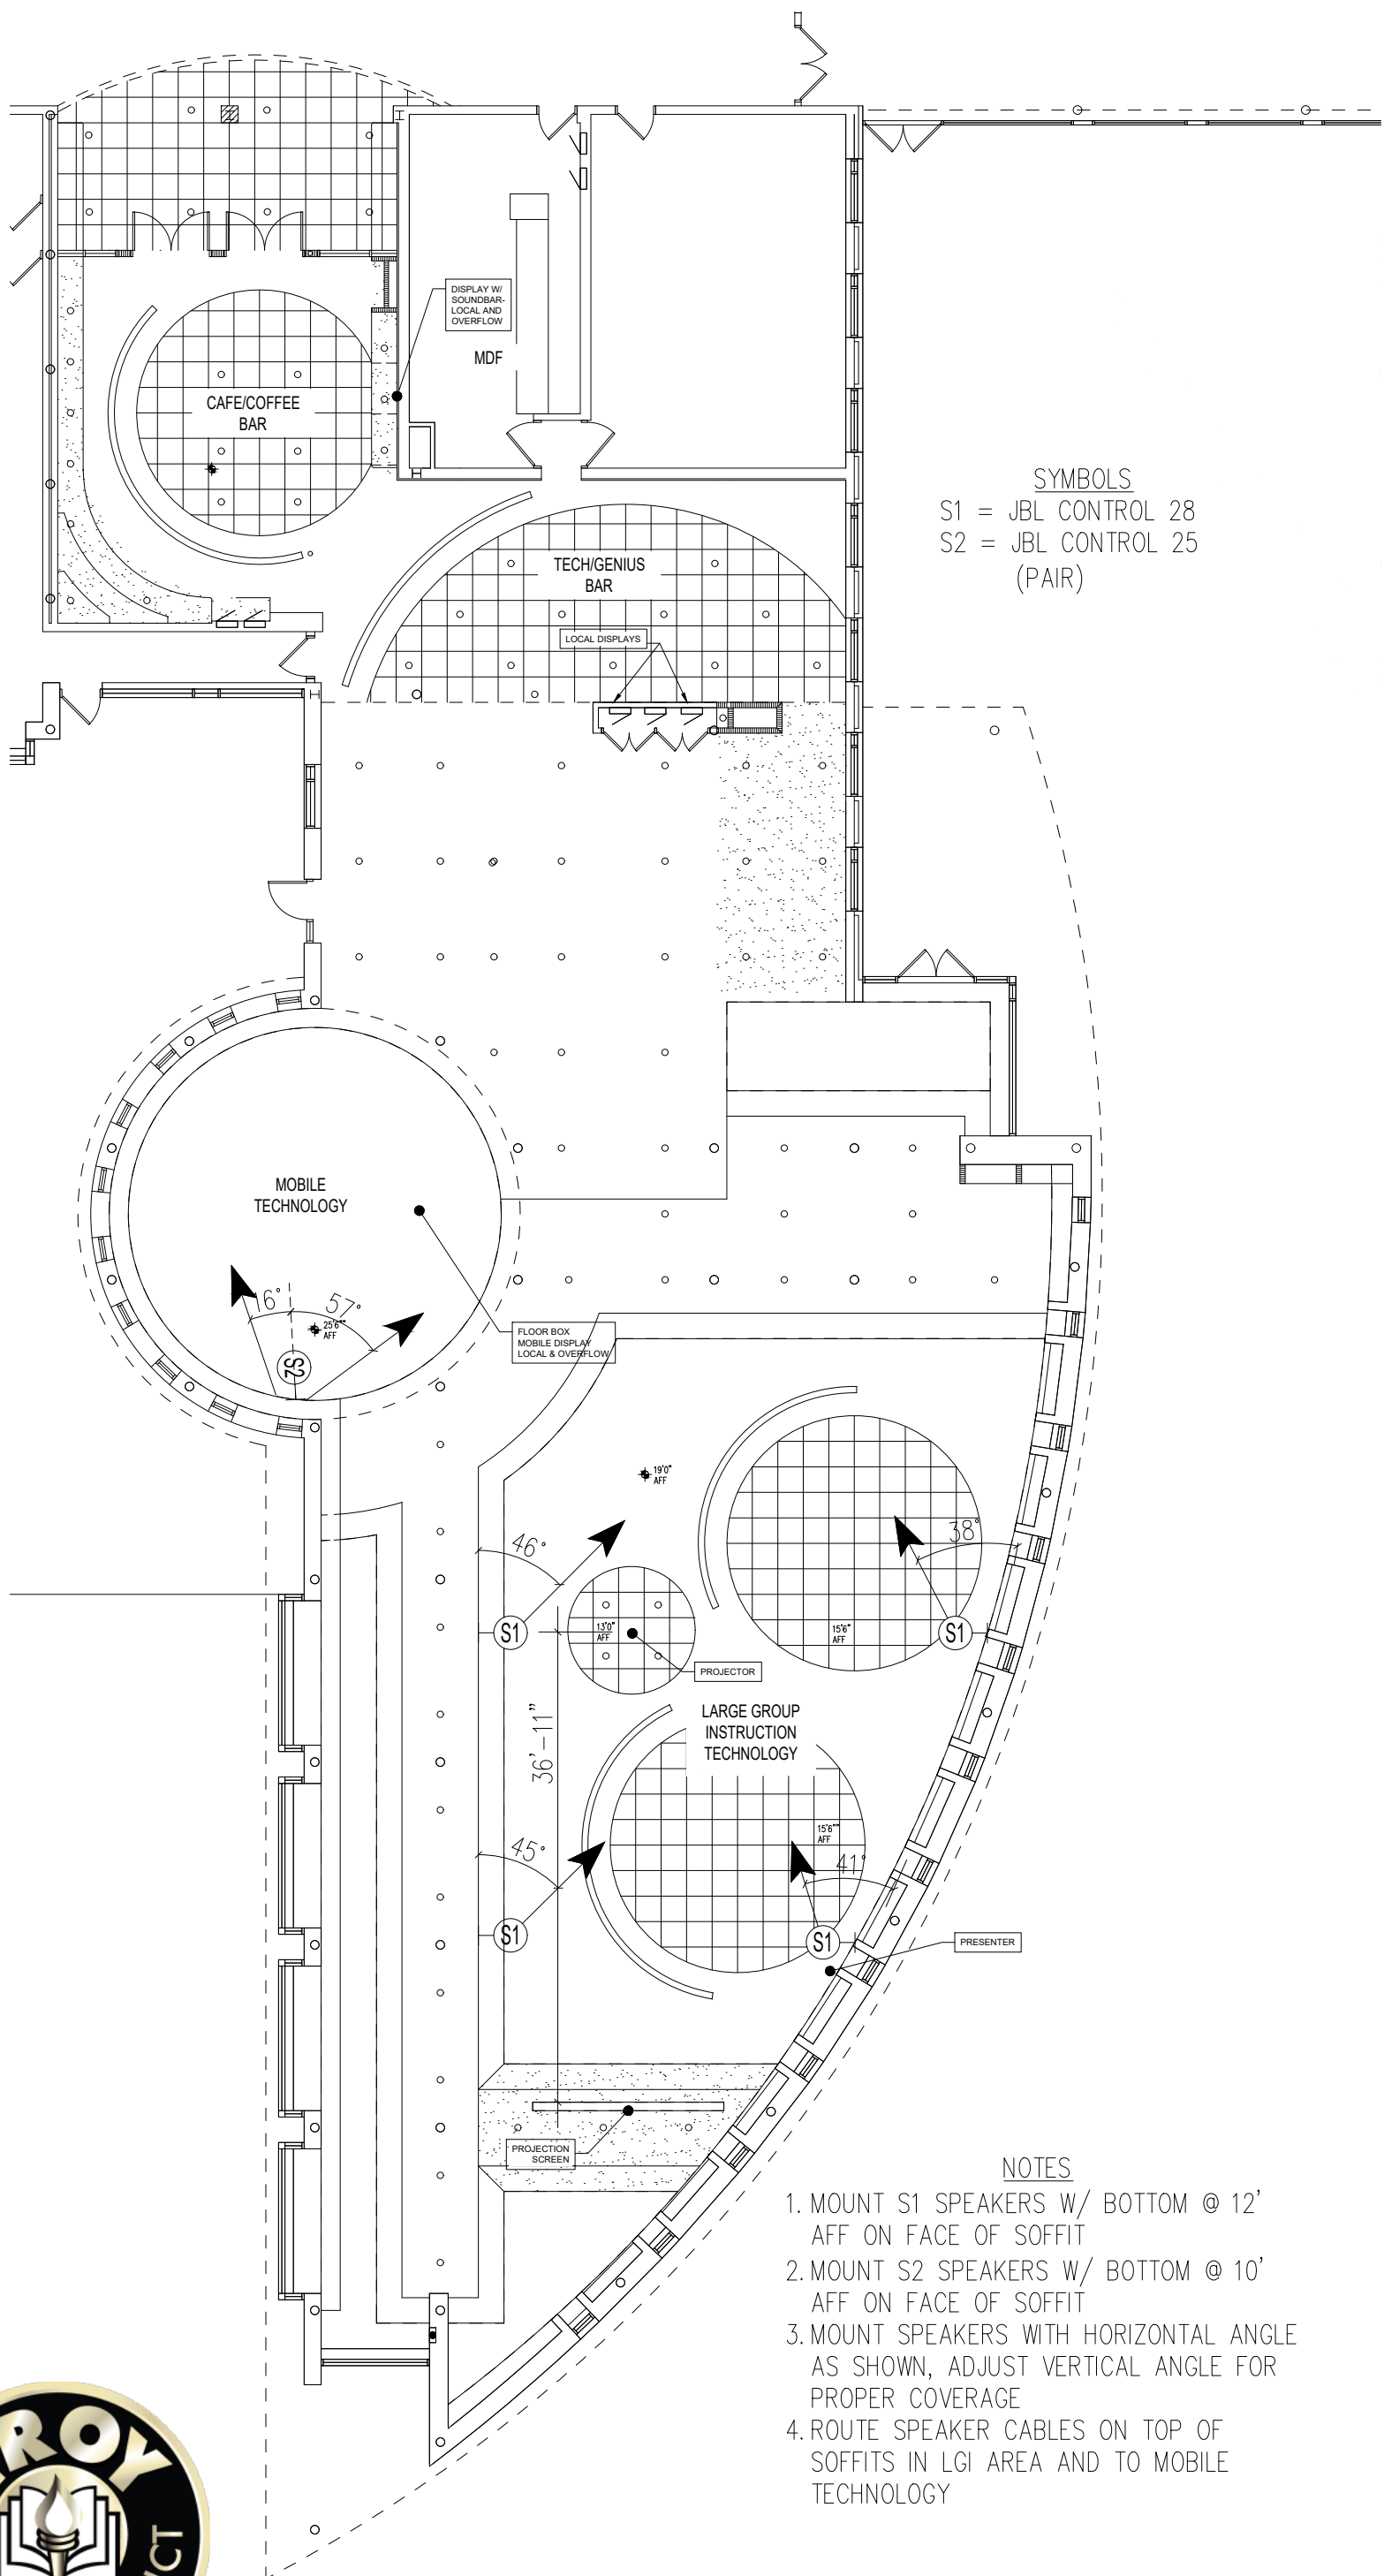 DISPLAY W/
SOUNDBAR-
LOCAL AND
OVERFLOW
MDF
CAFE/COFFEE
BAR
SYMBOLS
S1 = JBL CONTROL 28
S2 = JBL CONTROL 25
(PAIR)
TECH/GENIUS
BAR
LOCAL DISPLAYS
MOBILE
TECHNOLOGY
16°
57°
25'6"
AFF
S2
FLOOR BOX
MOBILE DISPLAY
LOCAL & OVERFLOW
19'0"
AFF
46°
38°
S1
13'0"
AFF
15'6"
AFF
S1
PROJECTOR
LARGE GROUP
INSTRUCTION
TECHNOLOGY
36'-11"
15'6"
AFF
45°
41°
S1
S1
PRESENTER
PROJECTION
SCREEN
NOTES
1. MOUNT S1 SPEAKERS W/ BOTTOM @ 12'
AFF ON FACE OF SOFFIT
2. MOUNT S2 SPEAKERS W/ BOTTOM @ 10'
AFF ON FACE OF SOFFIT
3. MOUNT SPEAKERS WITH HORIZONTAL ANGLE
AS SHOWN, ADJUST VERTICAL ANGLE FOR
PROPER COVERAGE
4. ROUTE SPEAKER CABLES ON TOP OF
SOFFITS IN LGI AREA AND TO MOBILE
TECHNOLOGY
ROY
CT